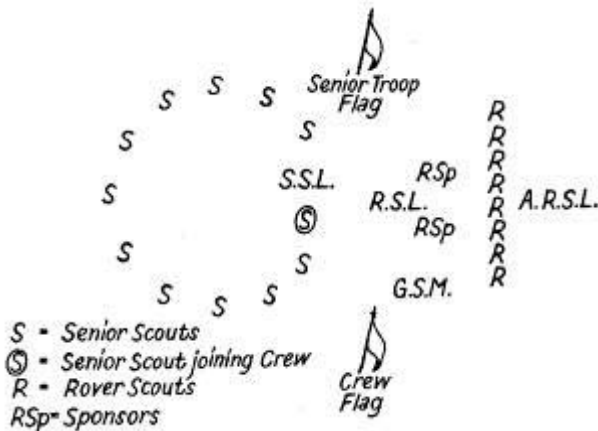 Senior Troop
Flag
S
S
S
S
S
S
S
S
S
S
S
S.S.L.
Ⓢ
R.S.L.
RSp
RSp
G.S.M.
R
R
R
R
R
R
R
R
A.R.S.L.
Crew
Flag
S = Senior Scouts
Ⓢ = Senior Scout joining Crew
R = Rover Scouts
RSp = Sponsors